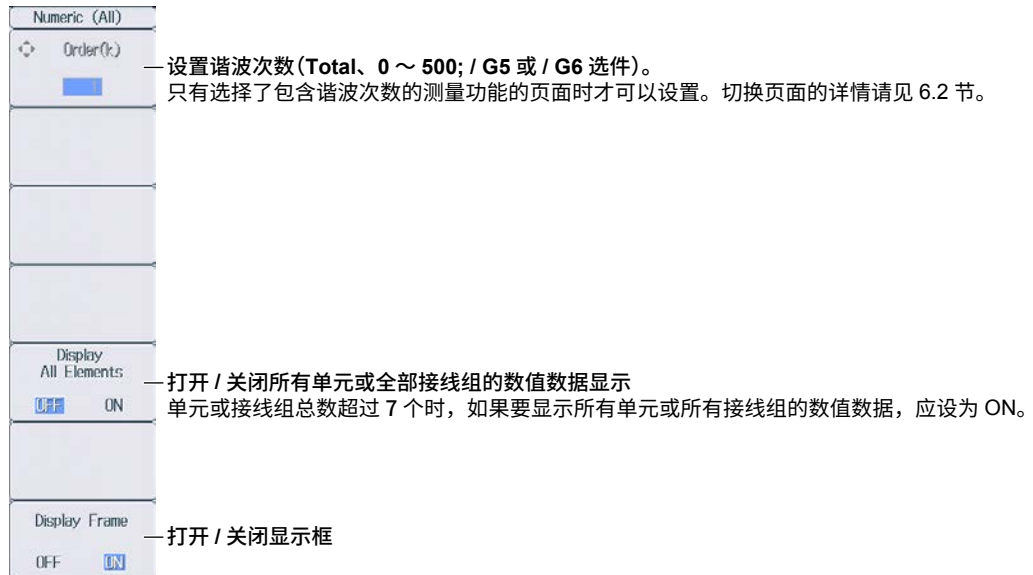 Numeric (All)
Order(k)
1
设置谐波次数（Total、0 ～ 500; / G5 或 / G6 选件）。
只有选择了包含谐波次数的测量功能的页面时才可以设置。切换页面的详情请见 6.2 节。
Display
All Elements
OFF ON
打开 / 关闭所有单元或全部接线组的数值数据显示
单元或接线组总数超过 7 个时，如果要显示所有单元或所有接线组的数值数据，应设为 ON。
Display Frame
OFF ON
打开 / 关闭显示框